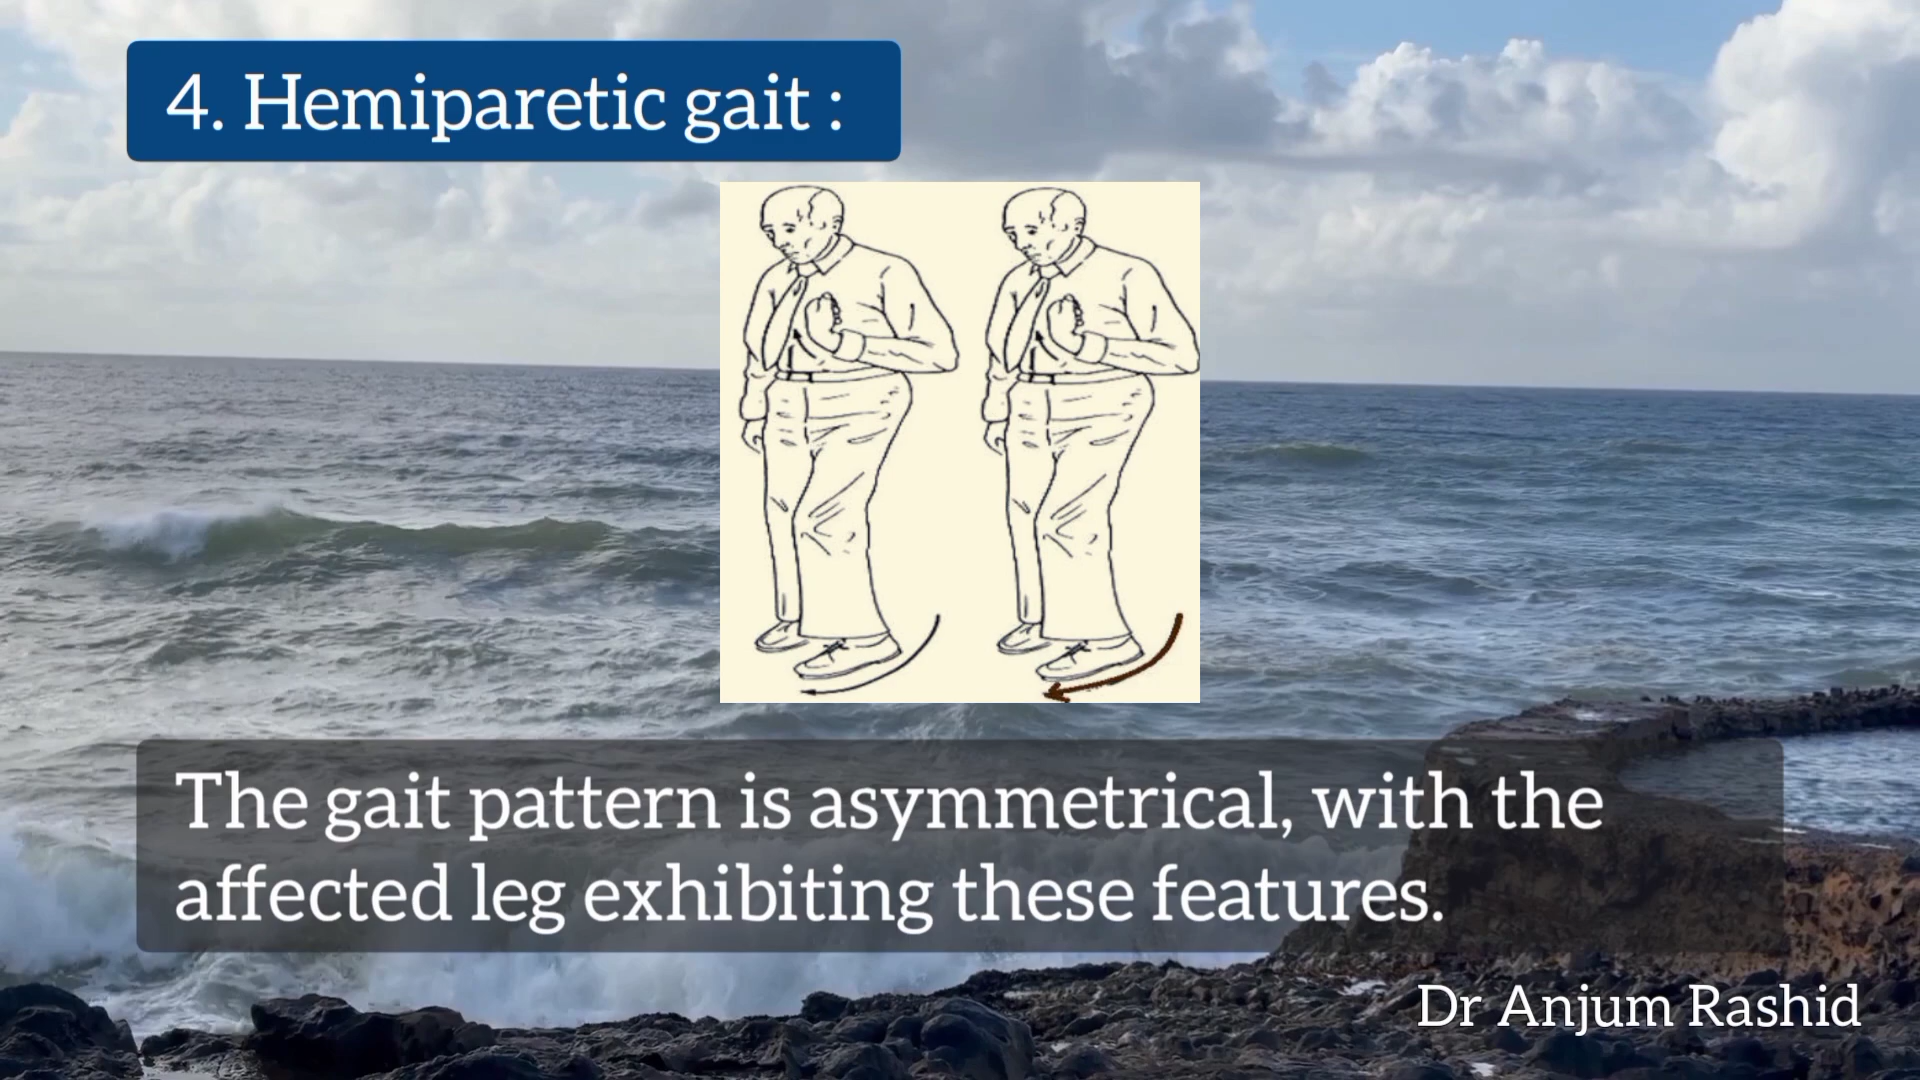 4. Hemiparetic gait :
The gait pattern is asymmetrical, with the
affected leg exhibiting these features.
Dr Anjum Rashid